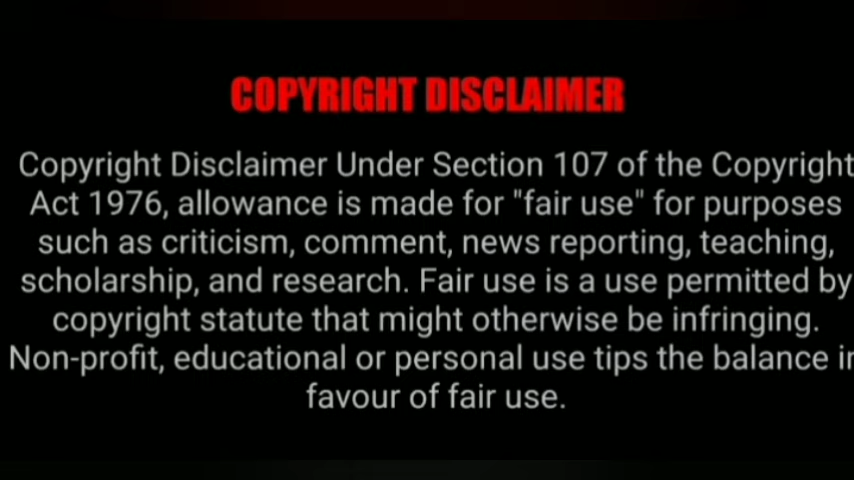 COPYRIGHT DISCLAIMER
Copyright Disclaimer Under Section 107 of the Copyright
Act 1976, allowance is made for "fair use" for purposes
such as criticism, comment, news reporting, teaching,
scholarship, and research. Fair use is a use permitted by
copyright statute that might otherwise be infringing.
Non-profit, educational or personal use tips the balance in
favour of fair use.